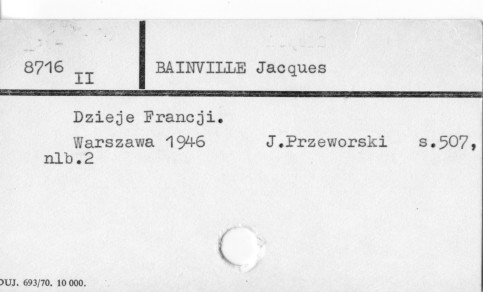 8716 II BAINVILLE Jacques
Dzieje Francji.
Warszawa 1946 J.Przeworski s.507,
nlb.2
DUJ. 693/70. 10 000.